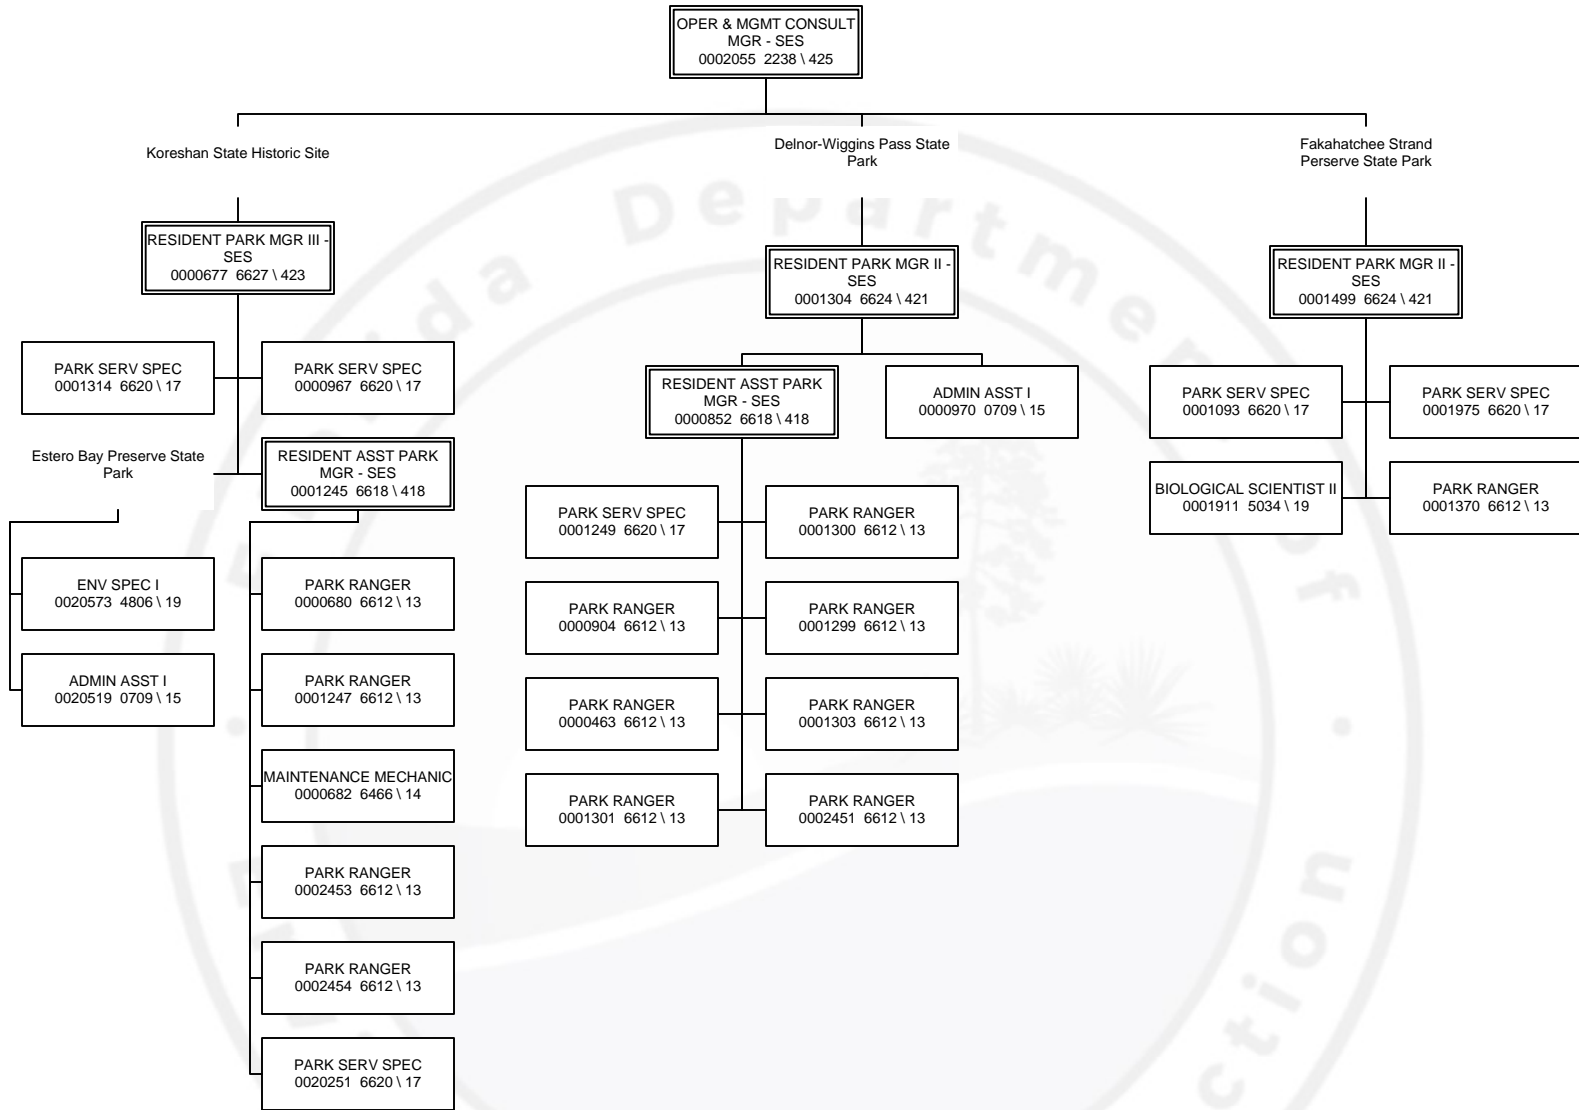 OPER & MGMT CONSULT
MGR - SES
0002055 2238 \ 425
Koreshan State Historic Site
Delnor-Wiggins Pass State
Park
Fakahatchee Strand
Perserve State Park
RESIDENT PARK MGR III -
SES
0000677 6627 \ 423
RESIDENT PARK MGR II -
SES
0001304 6624 \ 421
RESIDENT PARK MGR II -
SES
0001499 6624 \ 421
PARK SERV SPEC
0001314 6620 \ 17
PARK SERV SPEC
0000967 6620 \ 17
Estero Bay Preserve State
Park
RESIDENT ASST PARK
MGR - SES
0001245 6618 \ 418
ENV SPEC I
0020573 4806 \ 19
ADMIN ASST I
0020519 0709 \ 15
PARK RANGER
0000680 6612 \ 13
PARK RANGER
0001247 6612 \ 13
MAINTENANCE MECHANIC
0000682 6466 \ 14
PARK RANGER
0002453 6612 \ 13
PARK RANGER
0002454 6612 \ 13
PARK SERV SPEC
0020251 6620 \ 17
RESIDENT ASST PARK
MGR - SES
0000852 6618 \ 418
ADMIN ASST I
0000970 0709 \ 15
PARK SERV SPEC
0001249 6620 \ 17
PARK RANGER
0001300 6612 \ 13
PARK RANGER
0000904 6612 \ 13
PARK RANGER
0001299 6612 \ 13
PARK RANGER
0000463 6612 \ 13
PARK RANGER
0001303 6612 \ 13
PARK RANGER
0001301 6612 \ 13
PARK RANGER
0002451 6612 \ 13
PARK SERV SPEC
0001093 6620 \ 17
PARK SERV SPEC
0001975 6620 \ 17
BIOLOGICAL SCIENTIST II
0001911 5034 \ 19
PARK RANGER
0001370 6612 \ 13
Department of